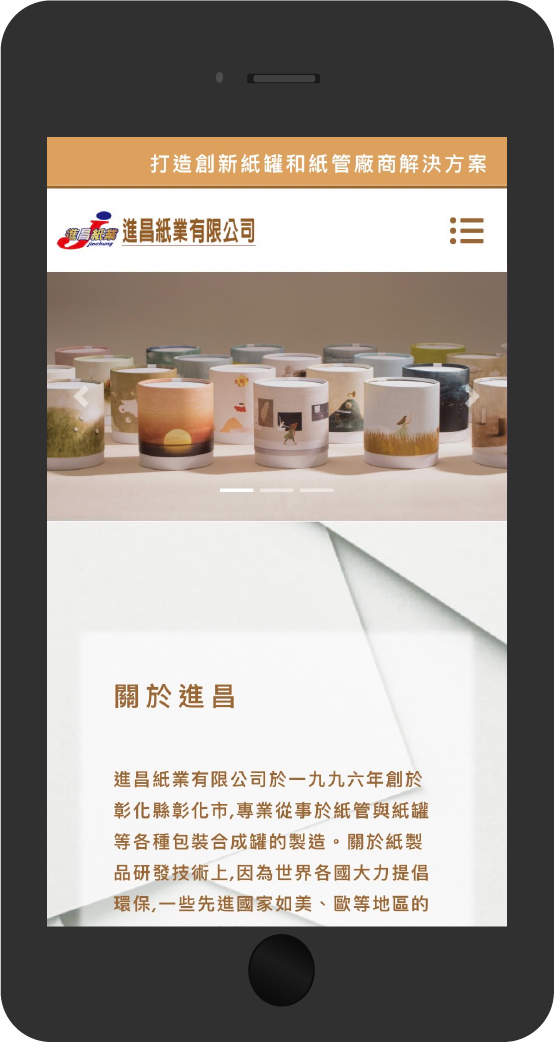 打造創新紙罐和紙管廠商解決方案
進昌紙業
jinchang
進昌紙業有限公司
關於進昌
進昌紙業有限公司於一九九六年創於
彰化縣彰化市,專業從事於紙管與紙罐
等各種包裝合成罐的製造。關於紙製
品研發技術上,因為世界各國大力提倡
環保,一些先進國家如美、歐等地區的